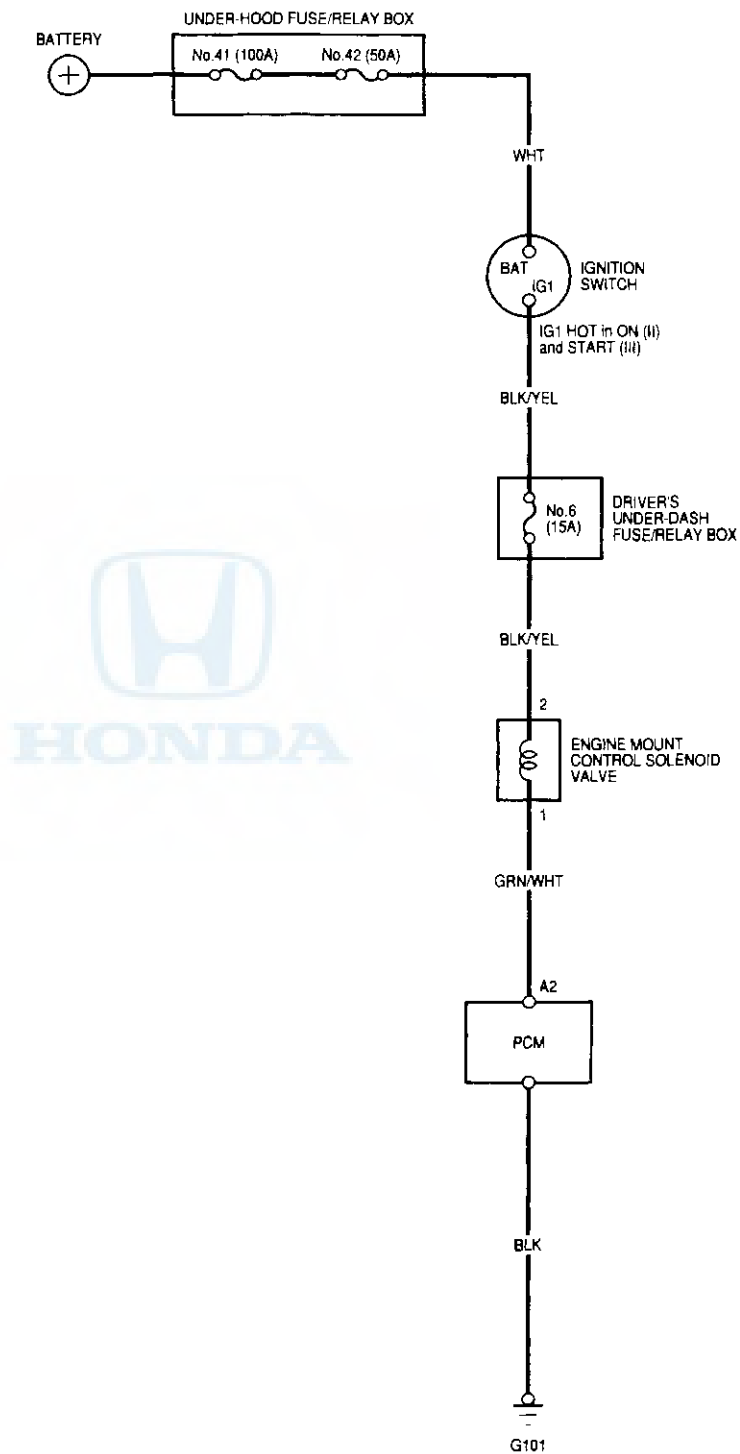 UNDER-HOOD FUSE/RELAY BOX
BATTERY
No.41 (100A)
No.42 (50A)
+
WHT
BAT
IG1
IGNITION
SWITCH
IG1 HOT in ON (II)
and START (III)
BLK/YEL
No.6
(15A)
DRIVER'S
UNDER-DASH
FUSE/RELAY BOX
BLK/YEL
2
ENGINE MOUNT
CONTROL SOLENOID
VALVE
HONDA
1
GRN/WHT
A2
PCM
BLK
G101